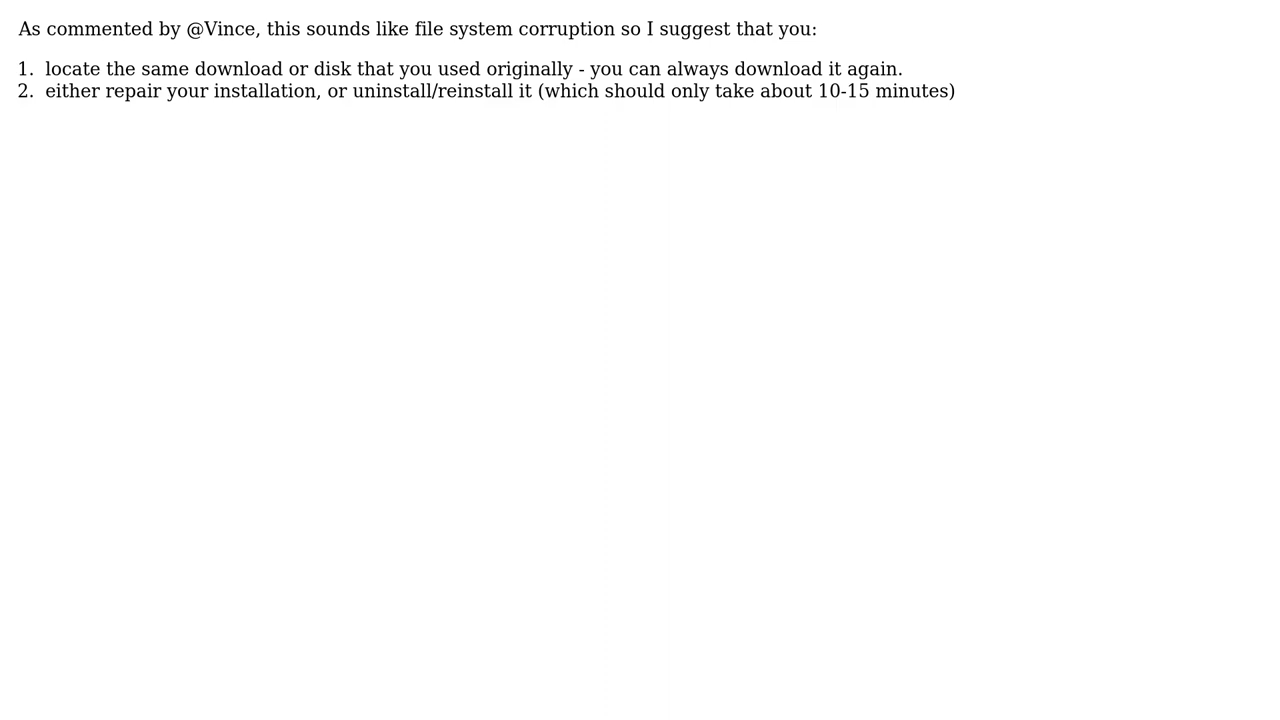 As commented by @Vince, this sounds like file system corruption so I suggest that you:
1. locate the same download or disk that you used originally - you can always download it again.
2. either repair your installation, or uninstall/reinstall it (which should only take about 10-15 minutes)